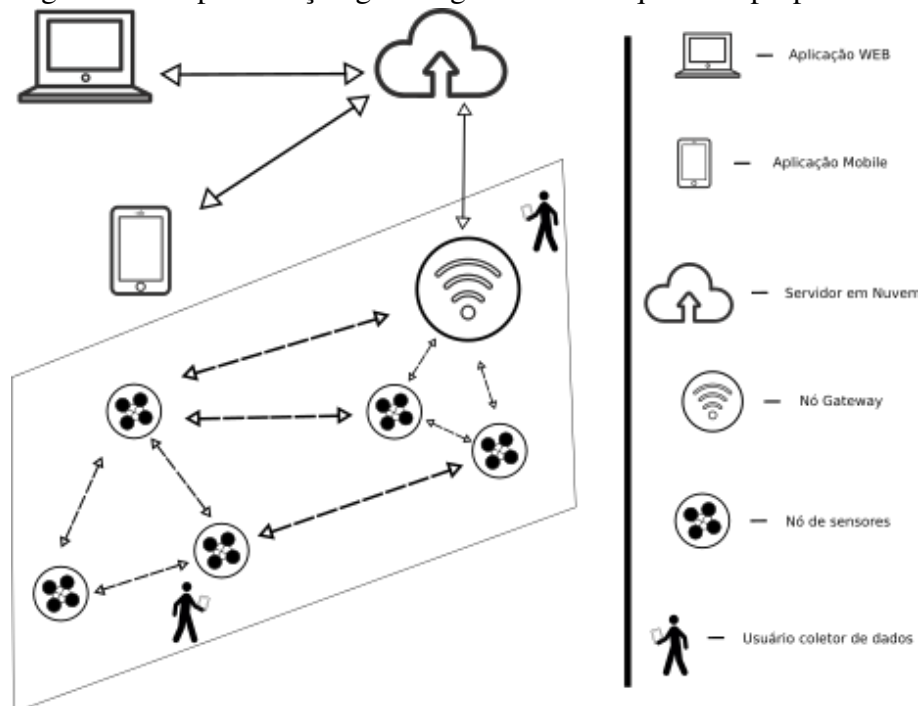 Aplicação WEB
Aplicação Mobile
Servidor em Nuvem
Nó Gateway
Nó de sensores
Usuário coletor de dados